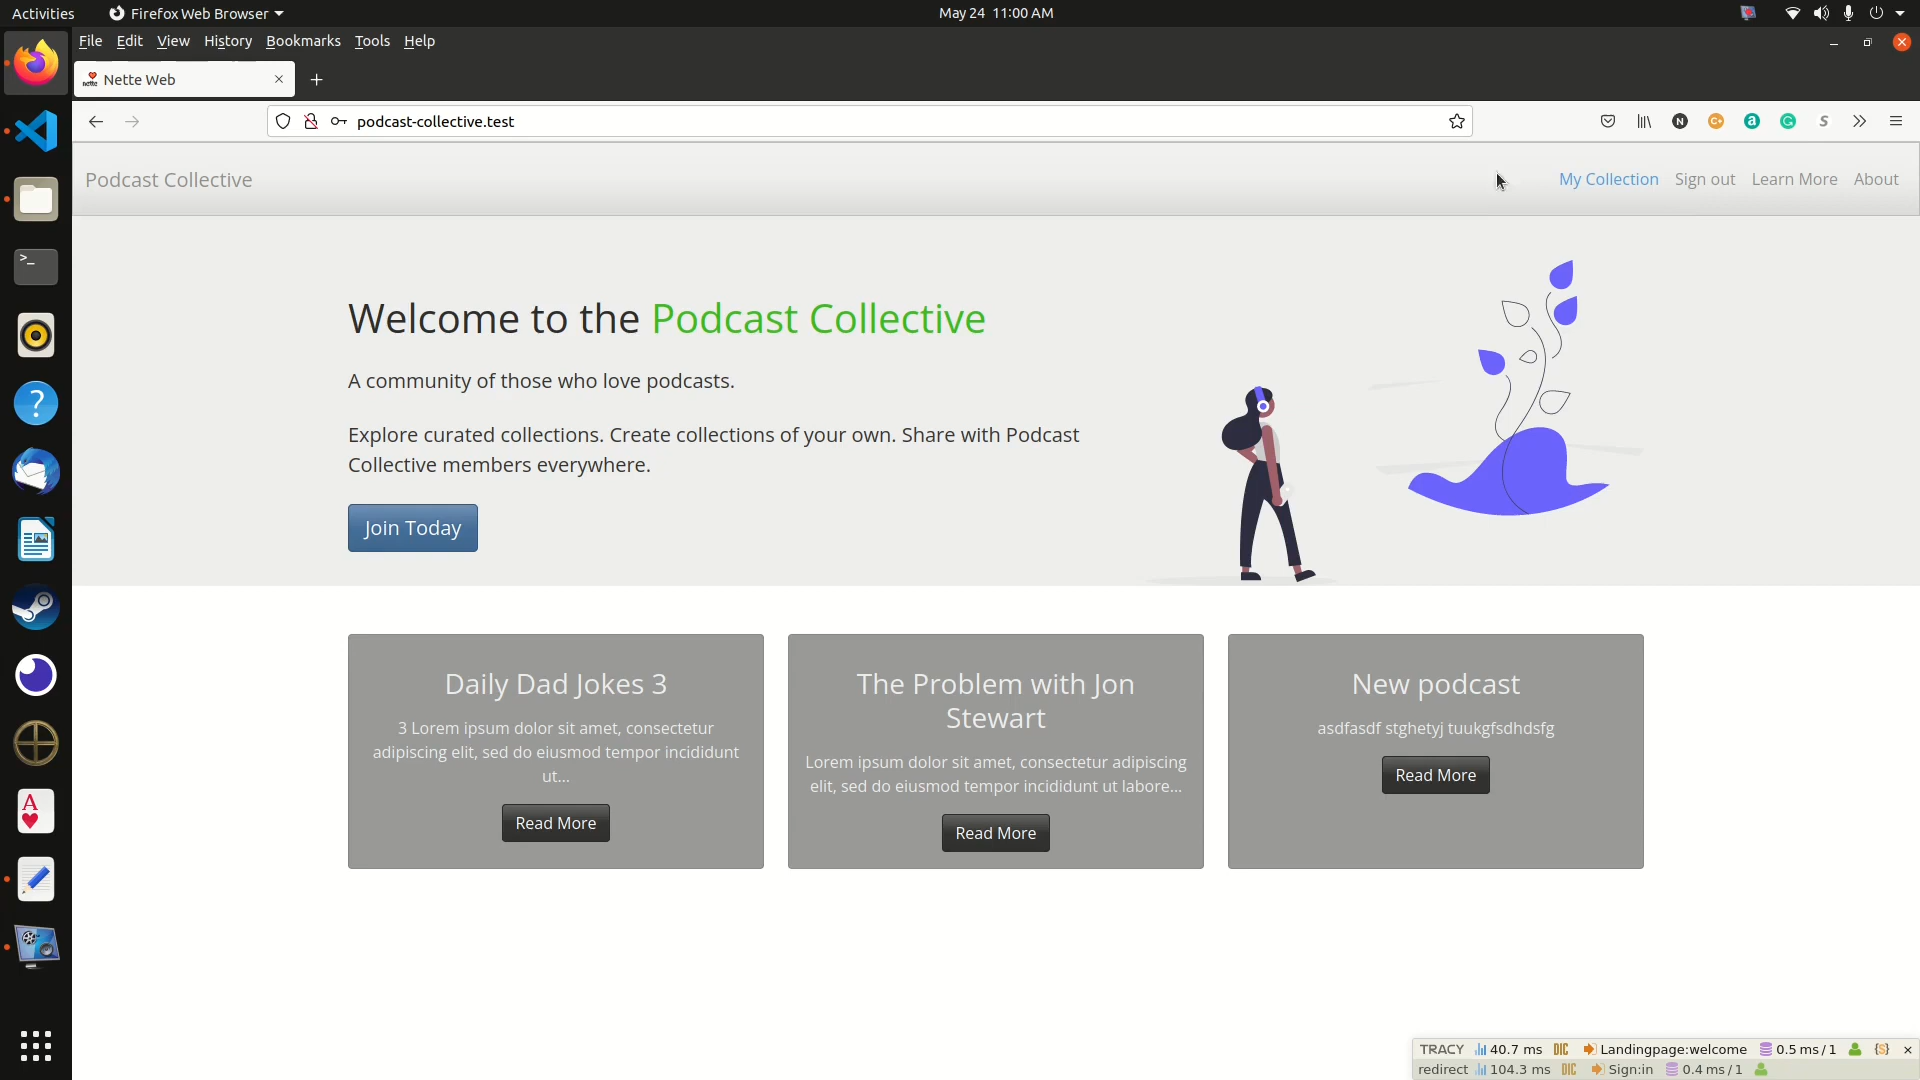 Activities Firefox Web Browser May 24 11:00 AM
File Edit View History Bookmarks Tools Help
Nette Web
podcast-collective.test
Podcast Collective My Collection Sign out Learn More About
Welcome to the Podcast Collective
A community of those who love podcasts.
Explore curated collections. Create collections of your own. Share with Podcast
Collective members everywhere.
Join Today
Daily Dad Jokes 3
3 Lorem ipsum dolor sit amet, consectetur
adipiscing elit, sed do eiusmod tempor incididunt
ut...
Read More
The Problem with Jon
Stewart
Lorem ipsum dolor sit amet, consectetur adipiscing
elit, sed do eiusmod tempor incididunt ut labore...
Read More
New podcast
asdfasdf stghetyj tuukgfsdhdsfg
Read More
TRACY 40.7 ms DIC Landingpage:welcome 0.5 ms / 1 {S} ×
redirect 104.3 ms DIC Sign:in 0.4 ms / 1